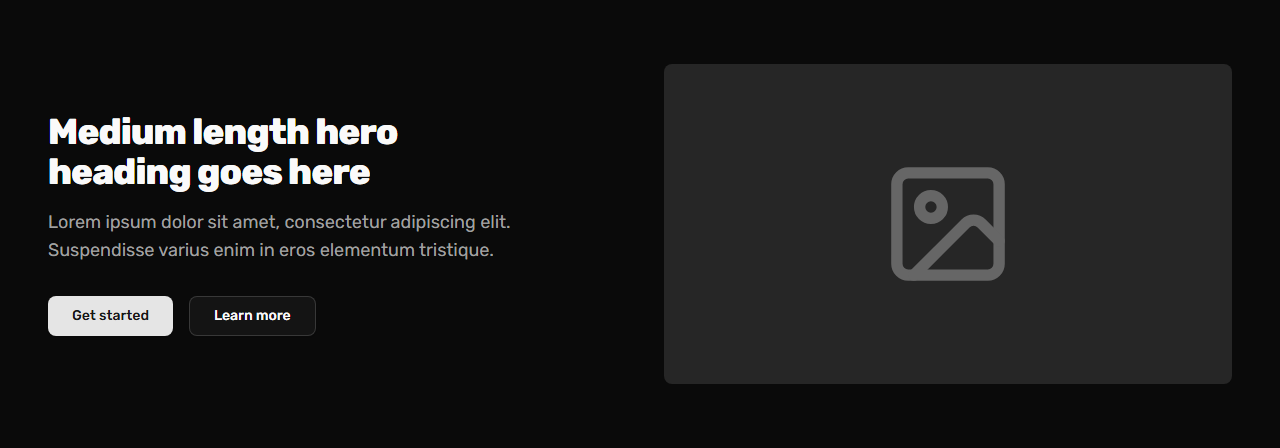 Medium length hero
heading goes here
Lorem ipsum dolor sit amet, consectetur adipiscing elit.
Suspendisse varius enim in eros elementum tristique.
Get started
Learn more